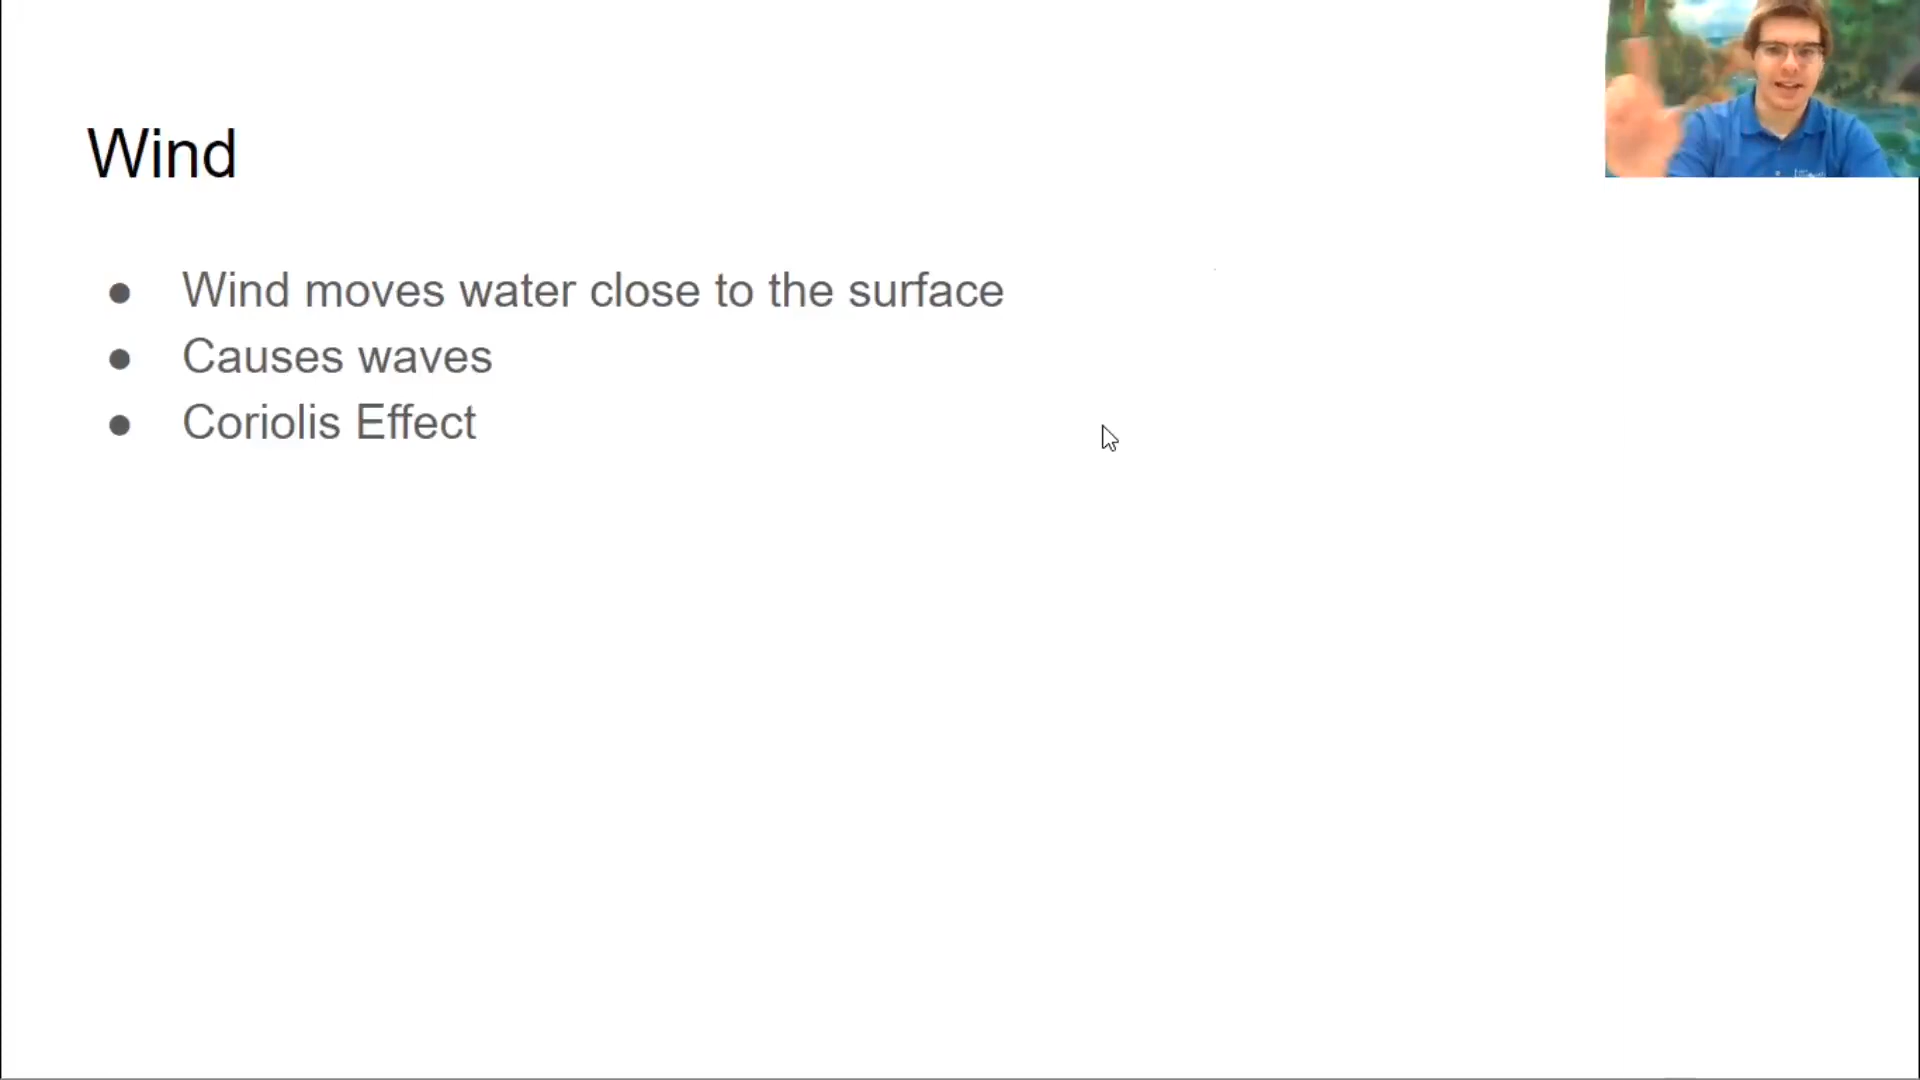 Wind
● Wind moves water close to the surface
● Causes waves
● Coriolis Effect